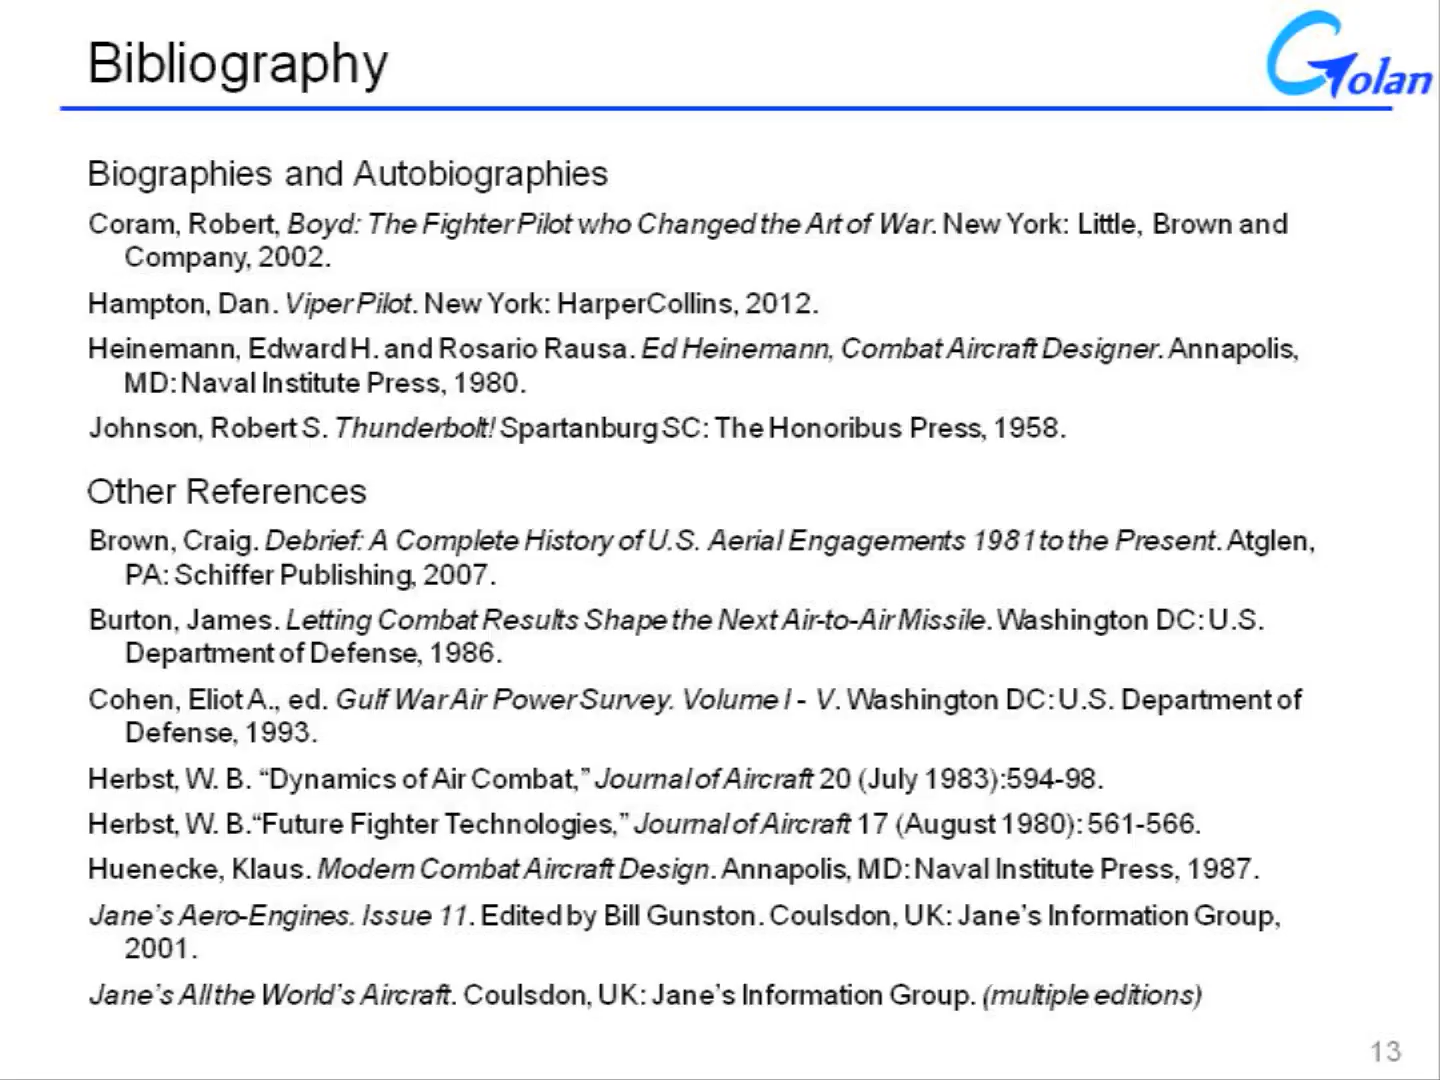 Bibliography
Golan
Biographies and Autobiographies
Coram, Robert, Boyd: The Fighter Pilot who Changed the Art of War. New York: Little, Brown and
Company, 2002.
Hampton, Dan. Viper Pilot. New York: HarperCollins, 2012.
Heinemann, Edward H. and Rosario Rausa. Ed Heinemann, Combat Aircraft Designer. Annapolis,
MD: Naval Institute Press, 1980.
Johnson, Robert S. Thunderbolt! Spartanburg SC: The Honoribus Press, 1958.
Other References
Brown, Craig. Debrief: A Complete History of U.S. Aerial Engagements 1981 to the Present. Atglen,
PA: Schiffer Publishing, 2007.
Burton, James. Letting Combat Results Shape the Next Air-to-Air Missile. Washington DC: U.S.
Department of Defense, 1986.
Cohen, Eliot A., ed. Gulf War Air Power Survey. Volume I - V. Washington DC: U.S. Department of
Defense, 1993.
Herbst, W. B. “Dynamics of Air Combat,” Journal of Aircraft 20 (July 1983):594-98.
Herbst, W. B.“Future Fighter Technologies,” Journal of Aircraft 17 (August 1980): 561-566.
Huenecke, Klaus. Modern Combat Aircraft Design. Annapolis, MD: Naval Institute Press, 1987.
Jane’s Aero-Engines. Issue 11. Edited by Bill Gunston. Coulsdon, UK: Jane’s Information Group,
2001.
Jane’s All the World’s Aircraft. Coulsdon, UK: Jane’s Information Group. (multiple editions)
13